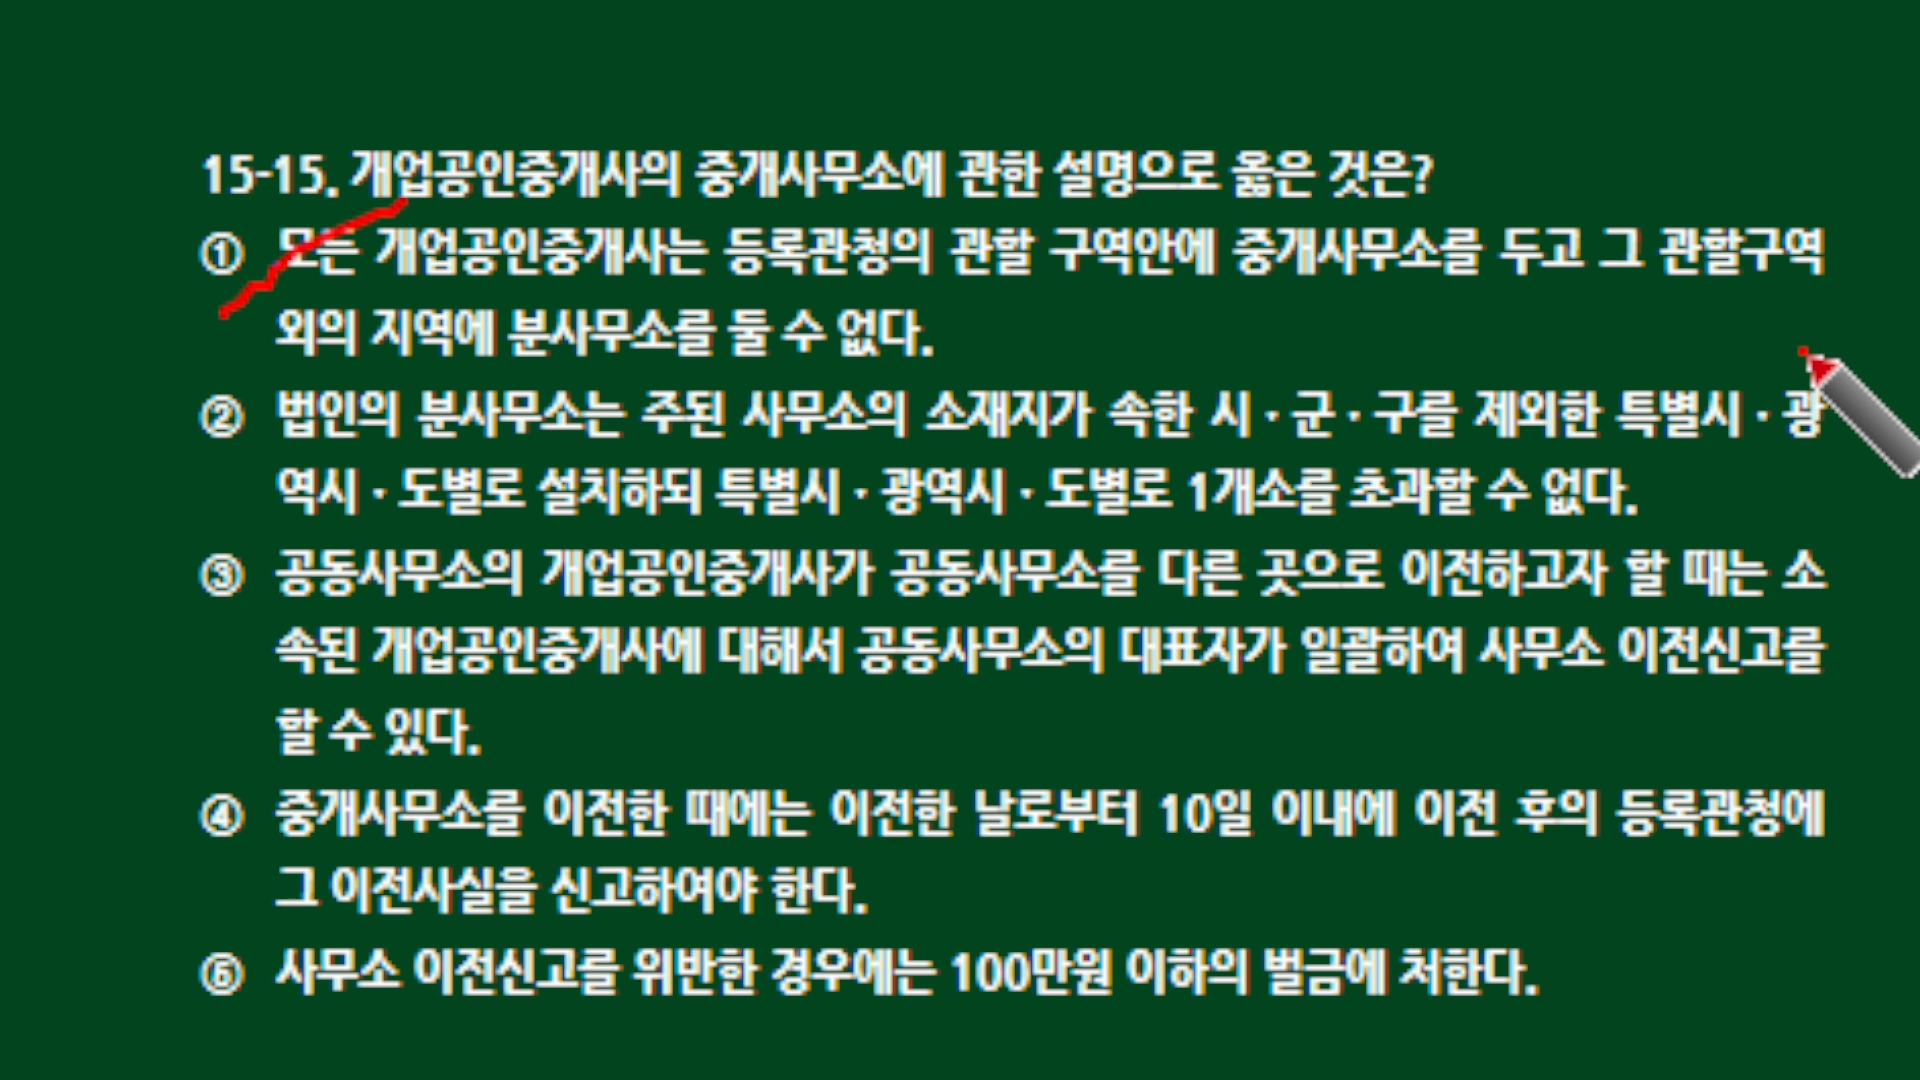 15-15. 개업공인중개사의 중개사무소에 관한 설명으로 옳은 것은?
① 모든 개업공인중개사는 등록관청의 관할 구역안에 중개사무소를 두고 그 관할구역
외의 지역에 분사무소를 둘 수 없다.
② 법인의 분사무소는 주된 사무소의 소재지가 속한 시·군·구를 제외한 특별시·광
역시·도별로 설치하되 특별시·광역시·도별로 1개소를 초과할 수 없다.
③ 공동사무소의 개업공인중개사가 공동사무소를 다른 곳으로 이전하고자 할 때는 소
속된 개업공인중개사에 대해서 공동사무소의 대표자가 일괄하여 사무소 이전신고를
할 수 있다.
④ 중개사무소를 이전한 때에는 이전한 날로부터 10일 이내에 이전 후의 등록관청에
그 이전사실을 신고하여야 한다.
⑤ 사무소 이전신고를 위반한 경우에는 100만원 이하의 벌금에 처한다.